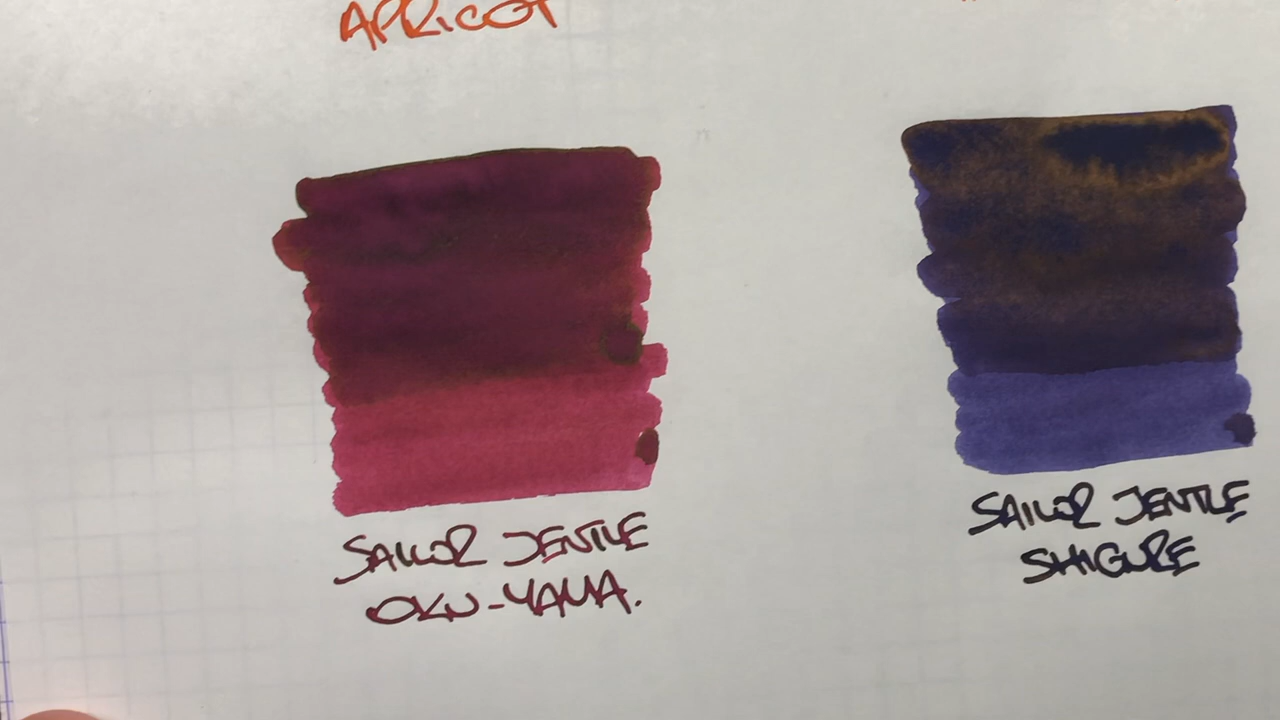 APRICOT
SAILOR JENTLE
OKU-YAMA.
SAILOR JENTLE
SHIGURE